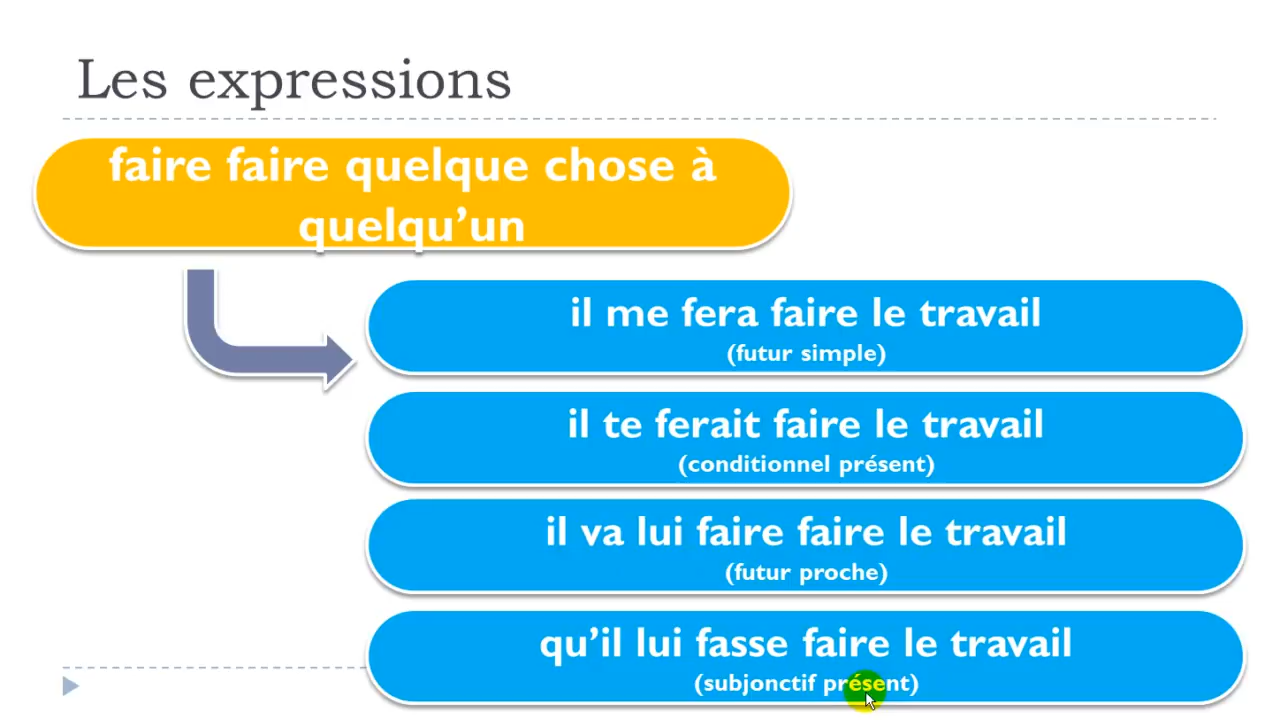 Les expressions
faire faire quelque chose à
quelqu’un
il me fera faire le travail
(futur simple)
il te ferait faire le travail
(conditionnel présent)
il va lui faire faire le travail
(futur proche)
qu’il lui fasse faire le travail
(subjonctif présent)